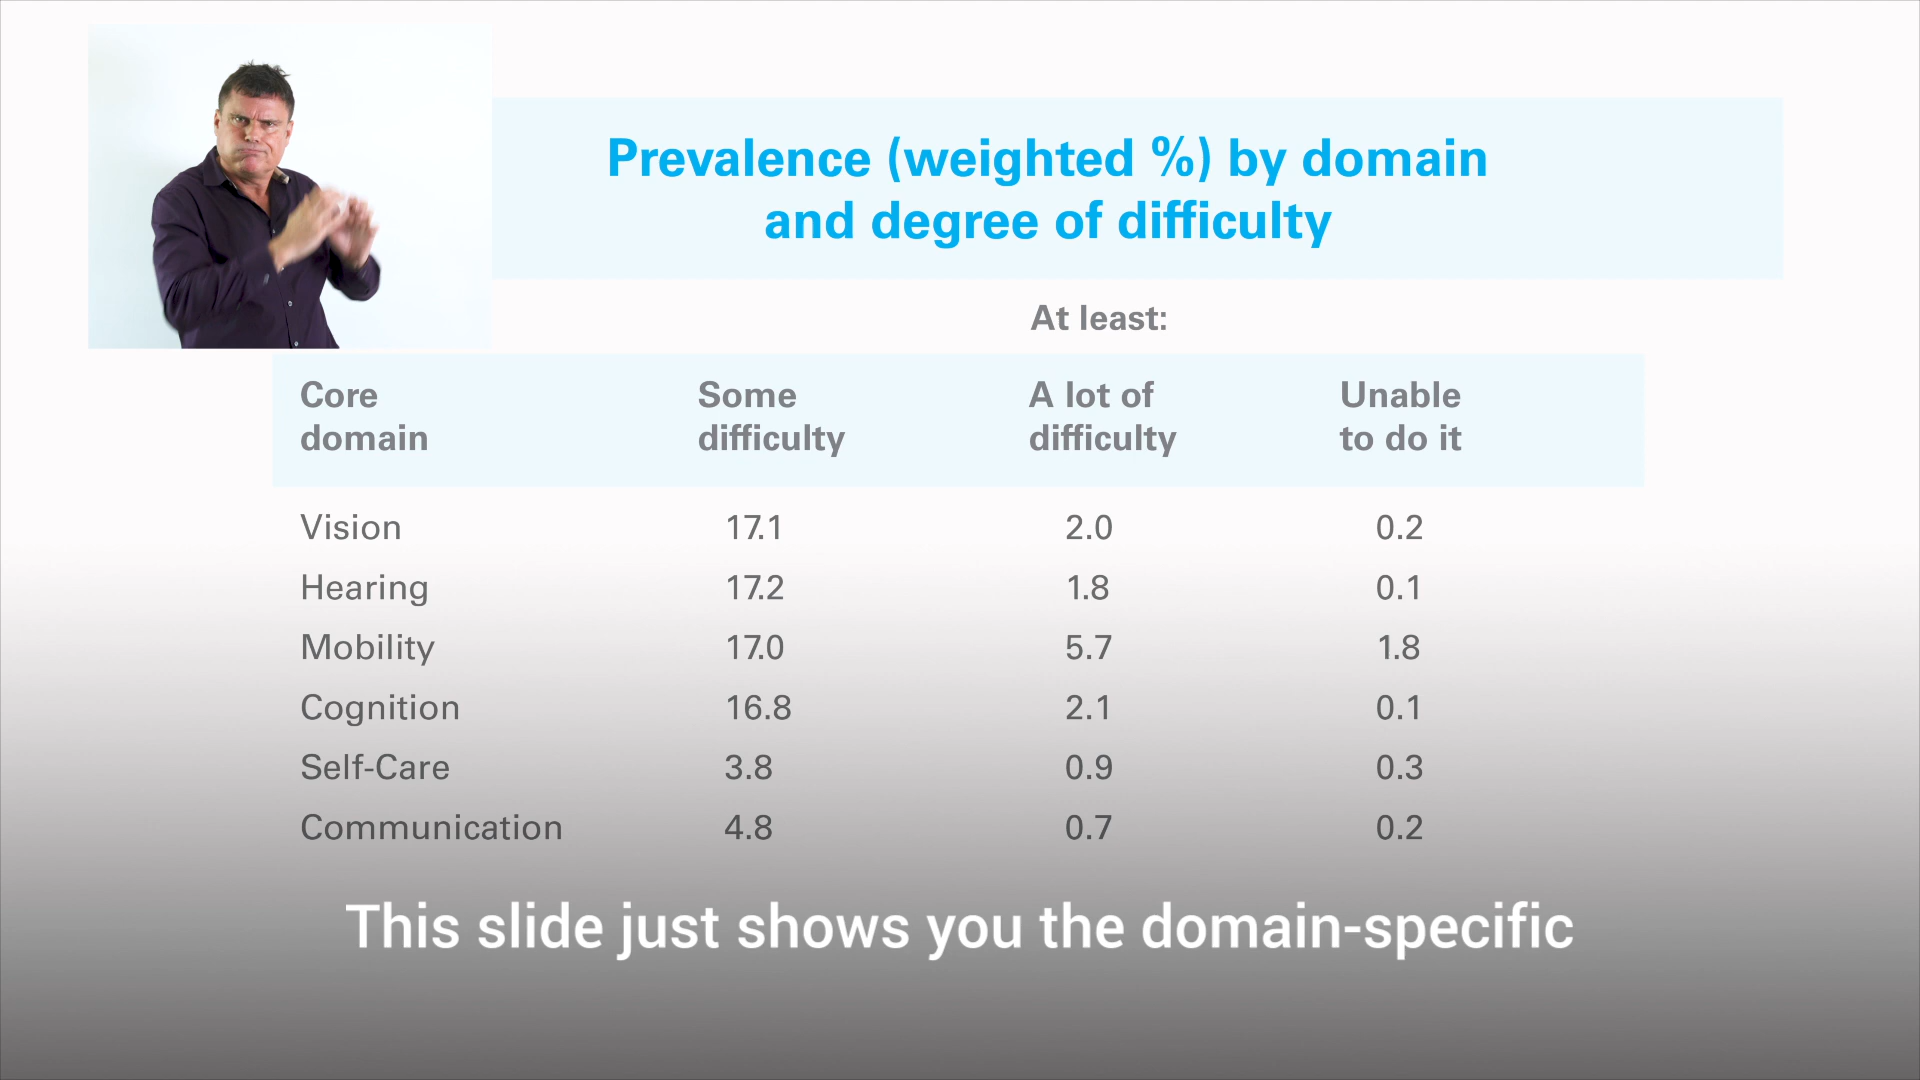 Prevalence (weighted %) by domain
and degree of difficulty
At least:
Core domain Some difficulty A lot of difficulty Unable to do it
Vision 17.1 2.0 0.2
Hearing 17.2 1.8 0.1
Mobility 17.0 5.7 1.8
Cognition 16.8 2.1 0.1
Self-Care 3.8 0.9 0.3
Communication 4.8 0.7 0.2
This slide just shows you the domain-specific